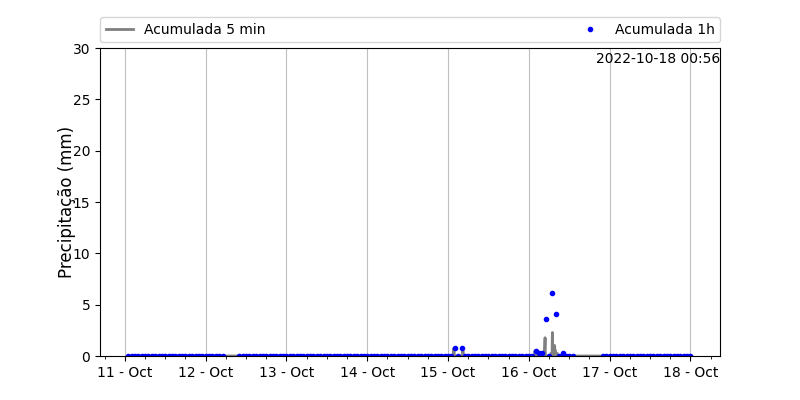 Acumulada 5 min
Acumulada 1h
2022-10-18 00:56
Precipitação (mm)
30
25
20
15
10
5
0
11 - Oct
12 - Oct
13 - Oct
14 - Oct
15 - Oct
16 - Oct
17 - Oct
18 - Oct